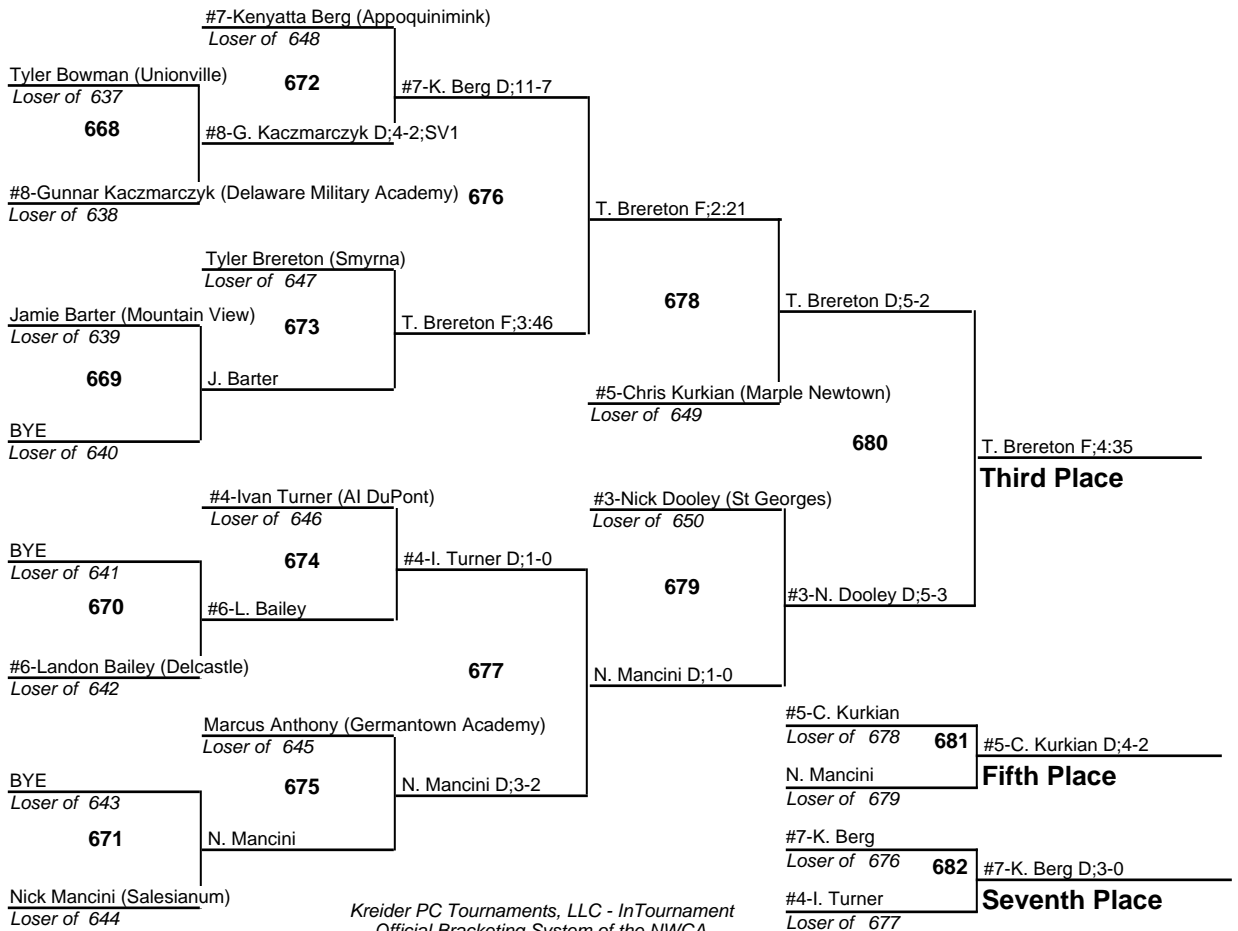 #7-Kenyatta Berg (Appoquinimink)
Loser of 648
Tyler Bowman (Unionville)
Loser of 637
672
#7-K. Berg D;11-7
668
#8-G. Kaczmarczyk D;4-2;SV1
#8-Gunnar Kaczmarczyk (Delaware Military Academy)
Loser of 638
676
T. Brereton F;2:21
Tyler Brereton (Smyrna)
Loser of 647
Jamie Barter (Mountain View)
Loser of 639
673
T. Brereton F;3:46
678
T. Brereton D;5-2
669
J. Barter
#5-Chris Kurkian (Marple Newtown)
Loser of 649
BYE
Loser of 640
680
T. Brereton F;4:35
Third Place
#4-Ivan Turner (AI DuPont)
Loser of 646
#3-Nick Dooley (St Georges)
Loser of 650
BYE
Loser of 641
674
#4-I. Turner D;1-0
679
670
#6-L. Bailey
#3-N. Dooley D;5-3
#6-Landon Bailey (Delcastle)
Loser of 642
677
N. Mancini D;1-0
Marcus Anthony (Germantown Academy)
Loser of 645
#5-C. Kurkian
Loser of 678
681
#5-C. Kurkian D;4-2
Fifth Place
BYE
Loser of 643
675
N. Mancini D;3-2
N. Mancini
Loser of 679
671
N. Mancini
#7-K. Berg
Loser of 676
682
#7-K. Berg D;3-0
Seventh Place
Nick Mancini (Salesianum)
Loser of 644
#4-I. Turner
Loser of 677
Kreider PC Tournaments, LLC - InTournament
Official Bracketing System of the NWCA